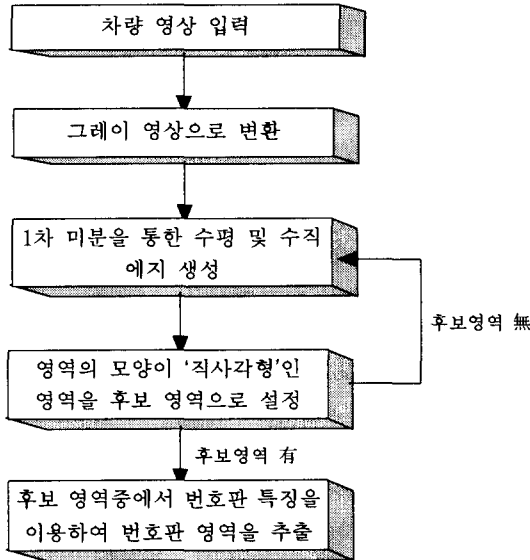 차량 영상 입력
그레이 영상으로 변환
1차 미분을 통한 수평 및 수직
에지 생성
후보영역 無
영역의 모양이 '직사각형'인
영역을 후보 영역으로 설정
후보영역 有
후보 영역중에서 번호판 특징을
이용하여 번호판 영역을 추출